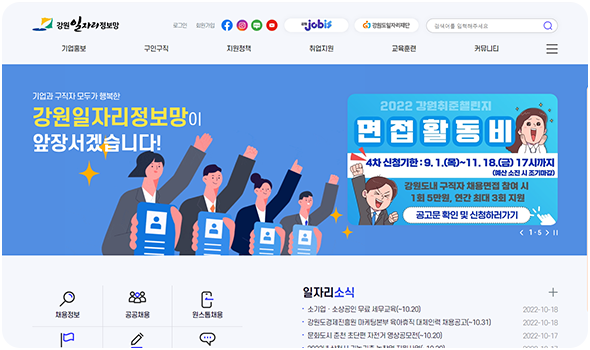 강원일자리정보망
로그인 회원가입
jobis
강원도일자리재단
검색어를 입력해주세요
기업홍보 구인구직 지원정책 취업지원 교육훈련 커뮤니티
기업과 구직자 모두가 행복한
강원일자리정보망이
앞장서겠습니다!
2022 강원취준챌린지
면접활동비
4차 신청기한 : 9. 1.(목)~11. 18.(금) 17시까지
(예산 소진 시 조기마감)
강원도내 구직자 채용면접 참여 시
1회 5만원, 연간 최대 3회 지원
공고문 확인 및 신청하러가기
1 - 5
채용정보 공공채용 원스톱채용
일자리소식
소기업ㆍ소상공인 무료 세무교육(~10.20) 2022-10-18
강원도경제진흥원 마케팅본부 육아휴직 대체인력 채용공고(~10.31) 2022-10-18
문화도시 춘천 초단편 자전거 영상공모전(~10.30) 2022-10-17